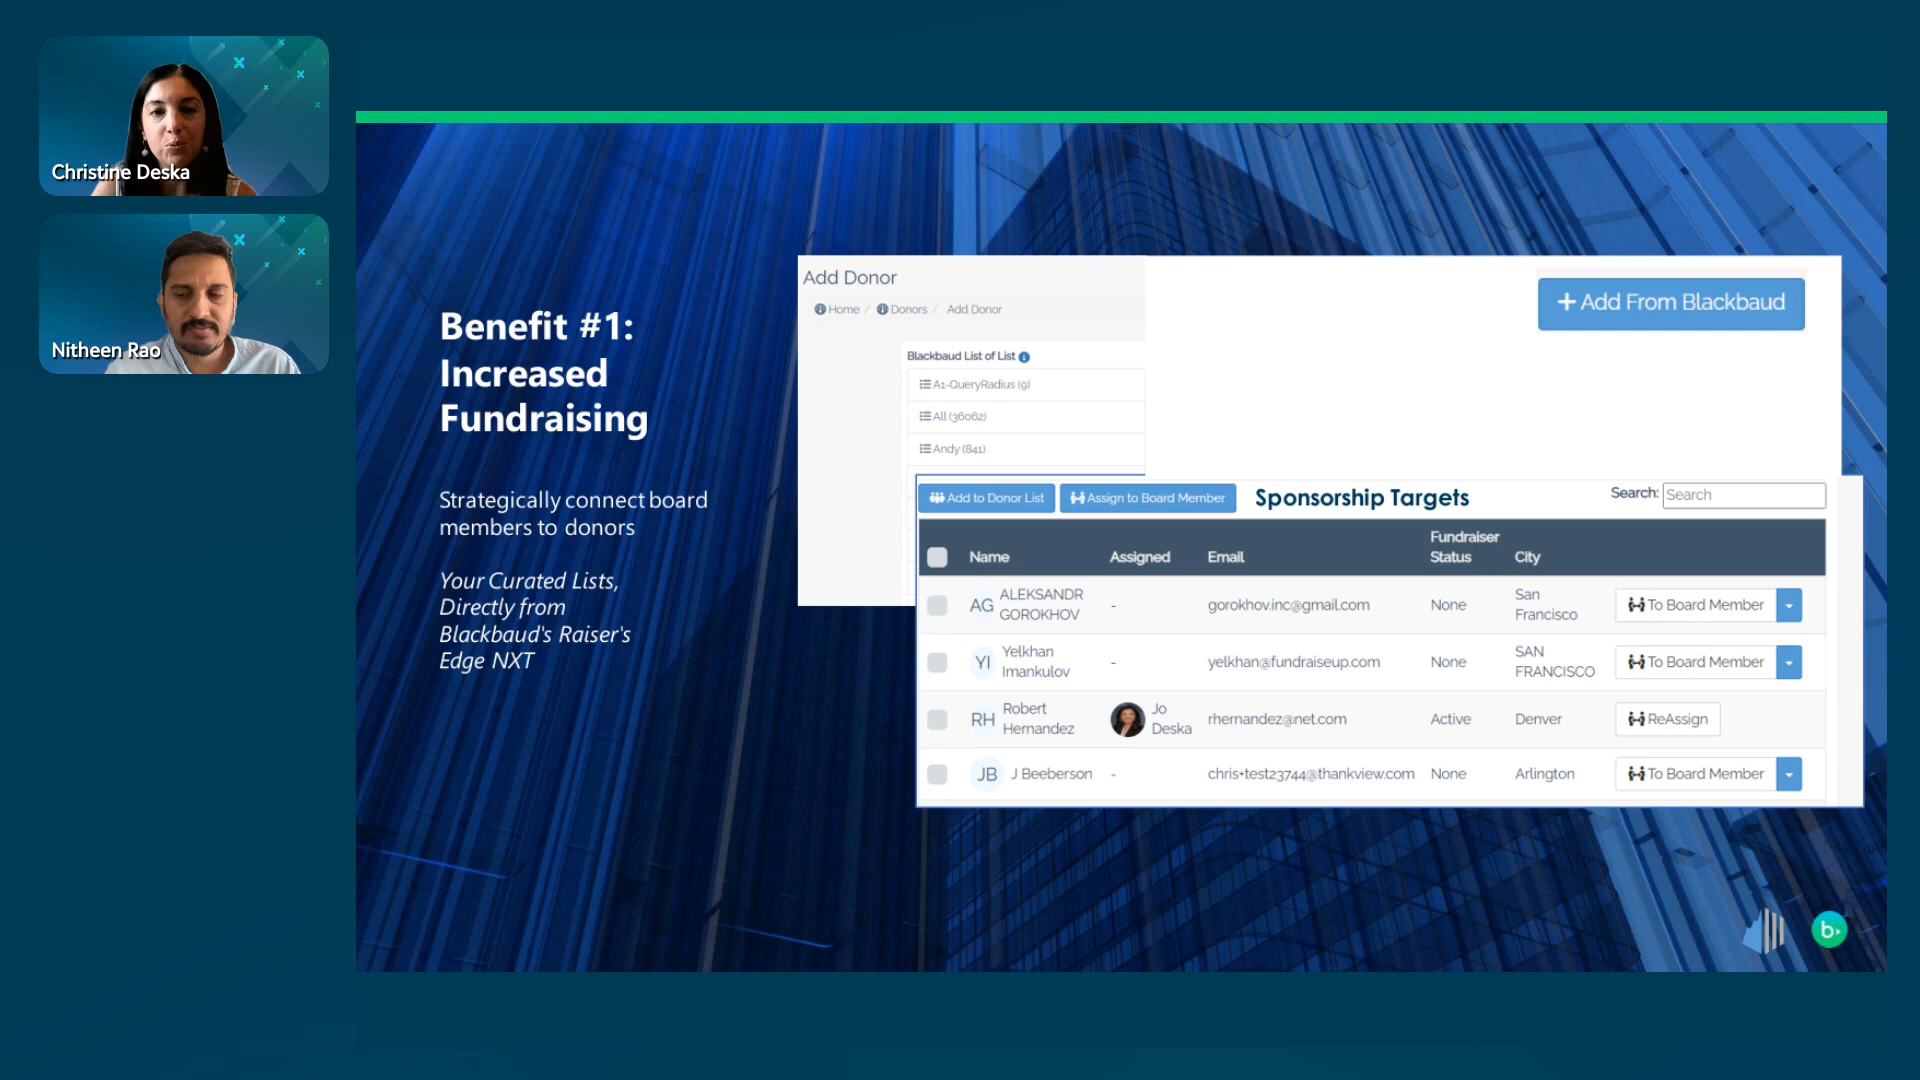 Christine Deska
Nitheen Rao
Benefit #1:
Increased
Fundraising
Strategically connect board
members to donors
Your Curated Lists,
Directly from
Blackbaud's Raiser's
Edge NXT
Add Donor
Home / Donors / Add Donor
+ Add From Blackbaud
Blackbaud List of List
A1-QueryRadius (9)
All (36062)
Andy (841)
Add to Donor List
Assign to Board Member
Sponsorship Targets
Search: Search
Name Assigned Email Fundraiser Status City
AG ALEKSANDR GOROKHOV - gorokhov.inc@gmail.com None San Francisco To Board Member
YI Yelkhan Imankulov - yelkhan@fundraiseup.com None SAN FRANCISCO To Board Member
RH Robert Hernandez Jo Deska rhernandez@net.com Active Denver ReAssign
JB J Beeberson - chris+test23744@thankview.com None Arlington To Board Member
b